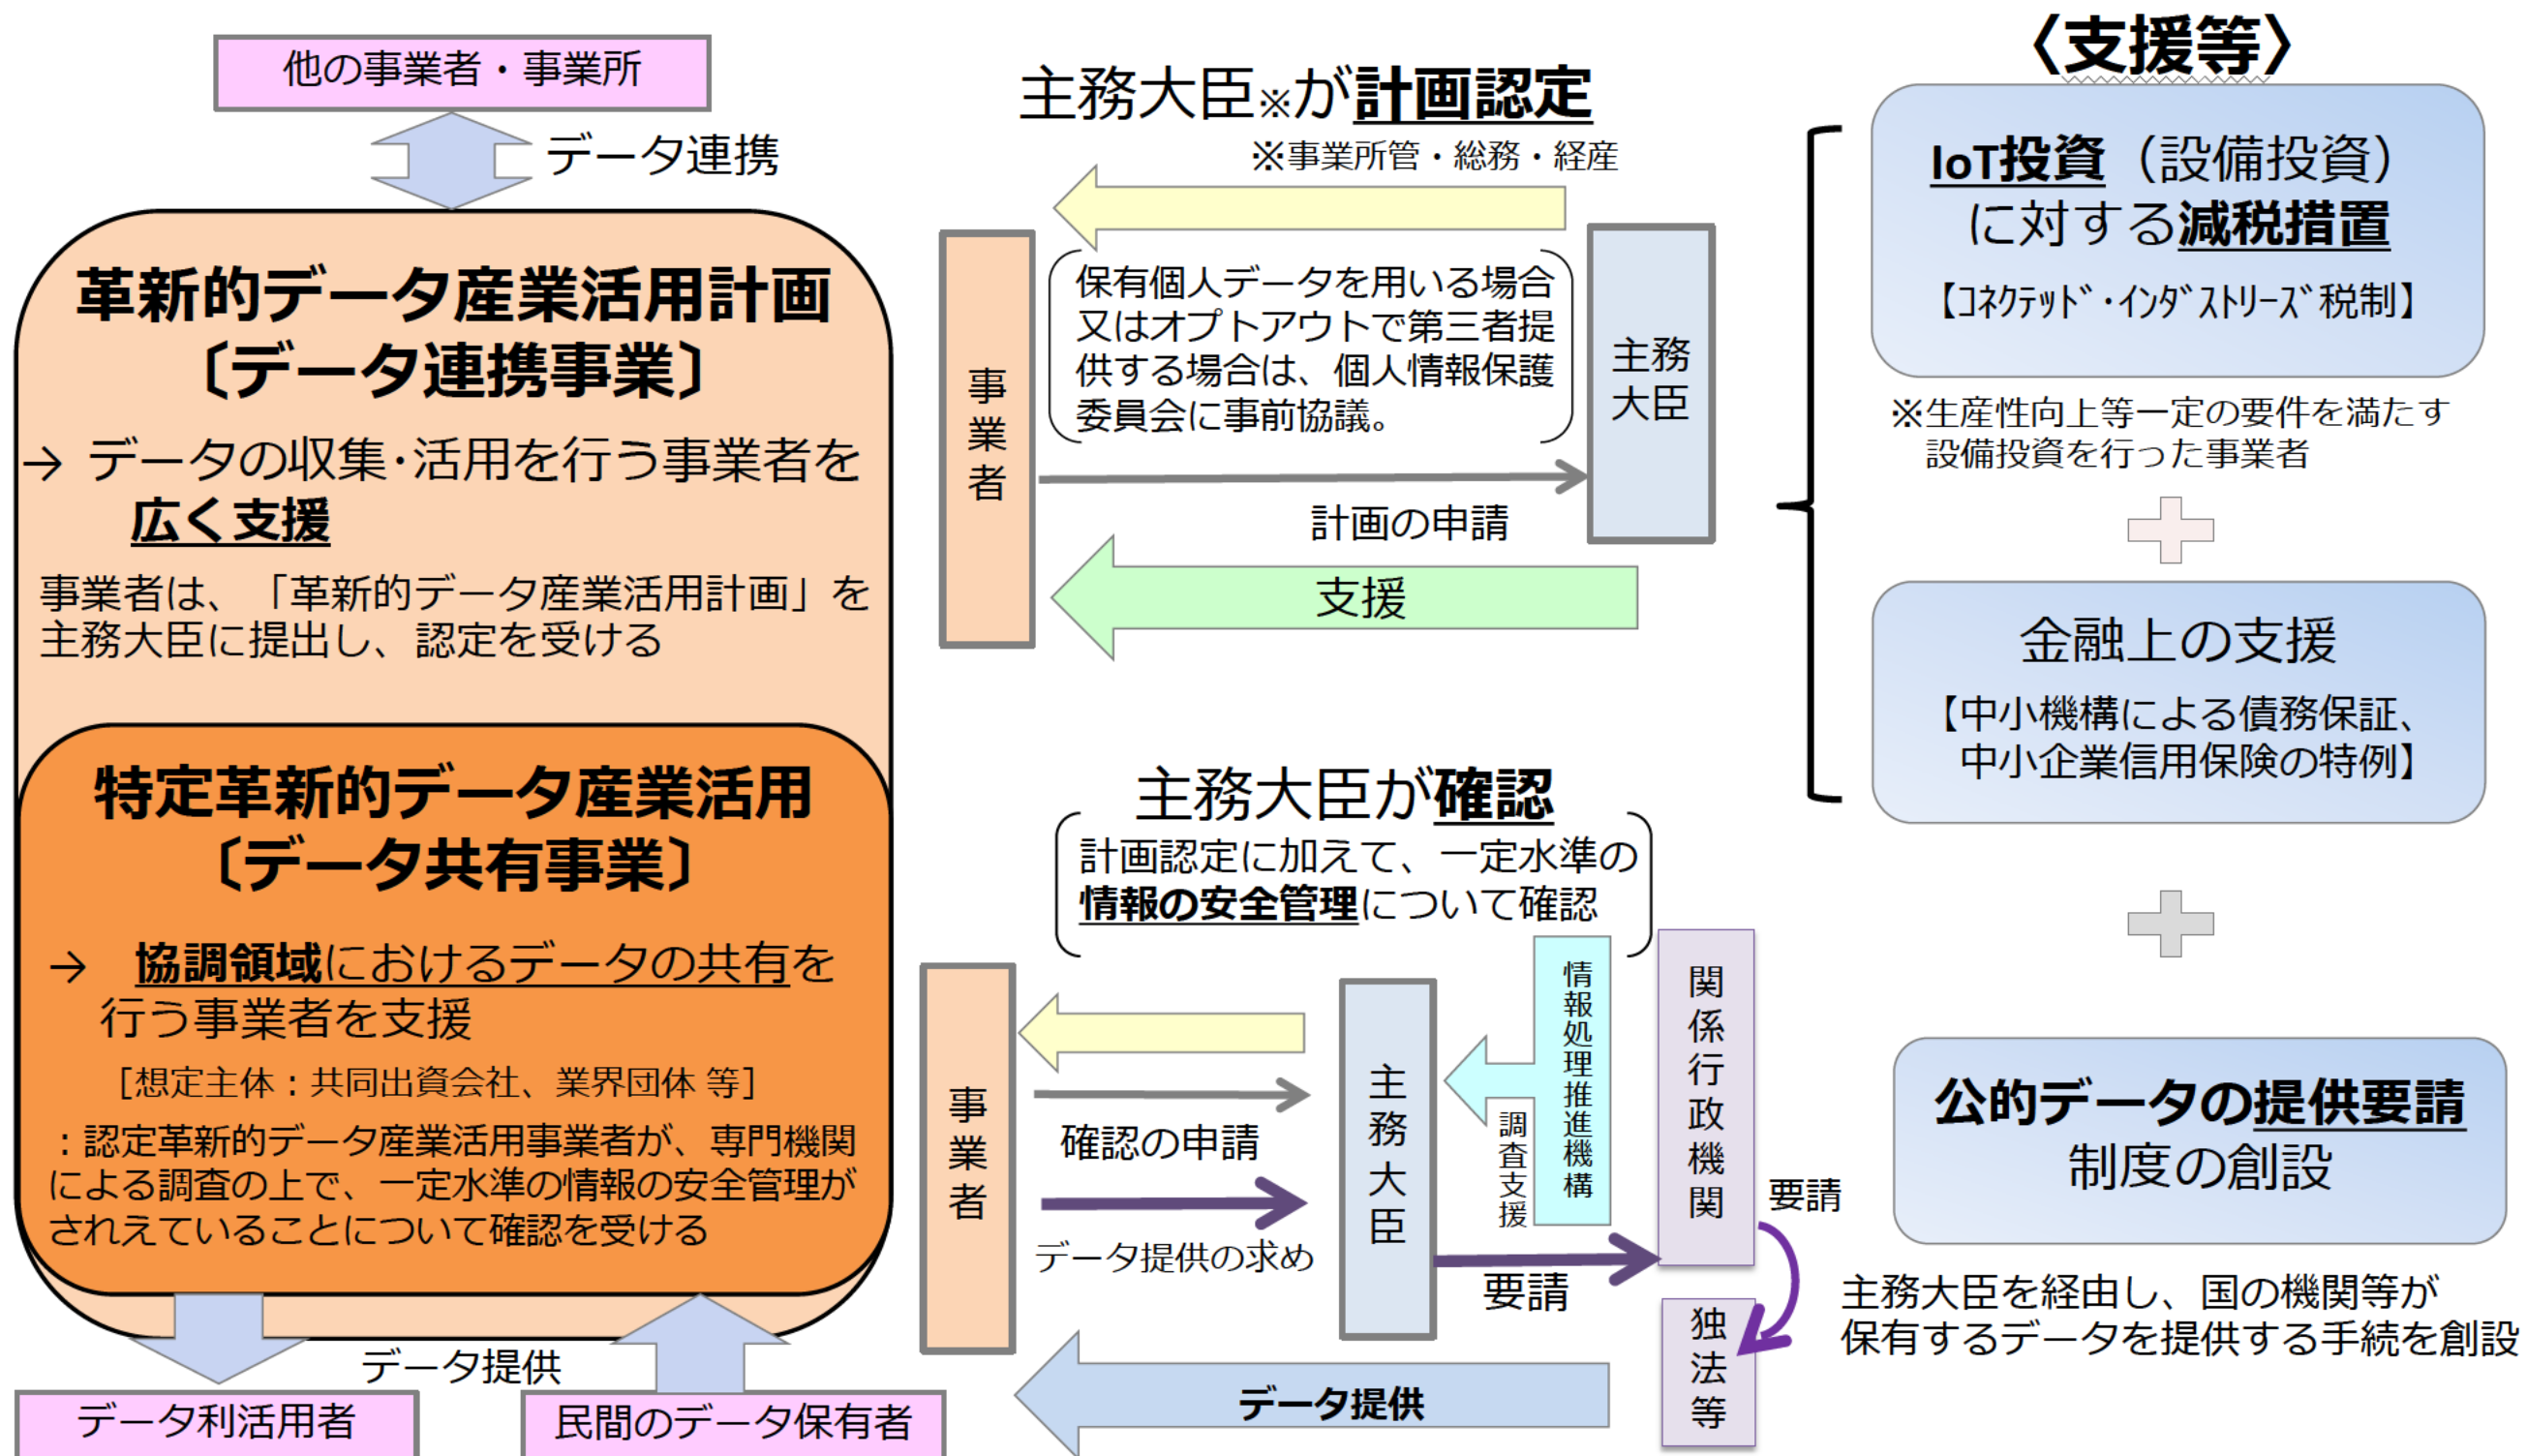 他の事業者・事業所
データ連携
革新的データ産業活用計画
〔データ連携事業〕
→ データの収集･活用を行う事業者を
広く支援
事業者は、「革新的データ産業活用計画」を
主務大臣に提出し、認定を受ける
特定革新的データ産業活用
〔データ共有事業〕
→ 協調領域におけるデータの共有を
行う事業者を支援
［想定主体：共同出資会社、業界団体 等］
：認定革新的データ産業活用事業者が、専門機関
による調査の上で、一定水準の情報の安全管理が
されえていることについて確認を受ける
データ提供
データ利活用者
民間のデータ保有者
主務大臣※が計画認定
※事業所管・総務・経産
事業者
保有個人データを用いる場合
又はオプトアウトで第三者提
供する場合は、個人情報保護
委員会に事前協議。
主務
大臣
計画の申請
支援
主務大臣が確認
計画認定に加えて、一定水準の
情報の安全管理について確認
事業者
確認の申請
データ提供の求め
主務大臣
調査支援
情報処理推進機構
関係行政機関
要請
要請
独法等
データ提供
〈支援等〉
IoT投資（設備投資）
に対する減税措置
【ｺﾈｸﾃｯﾄﾞ･ｲﾝﾀﾞｽﾄﾘｰｽﾞ税制】
※生産性向上等一定の要件を満たす
設備投資を行った事業者
金融上の支援
【中小機構による債務保証、
中小企業信用保険の特例】
公的データの提供要請
制度の創設
主務大臣を経由し、国の機関等が
保有するデータを提供する手続を創設